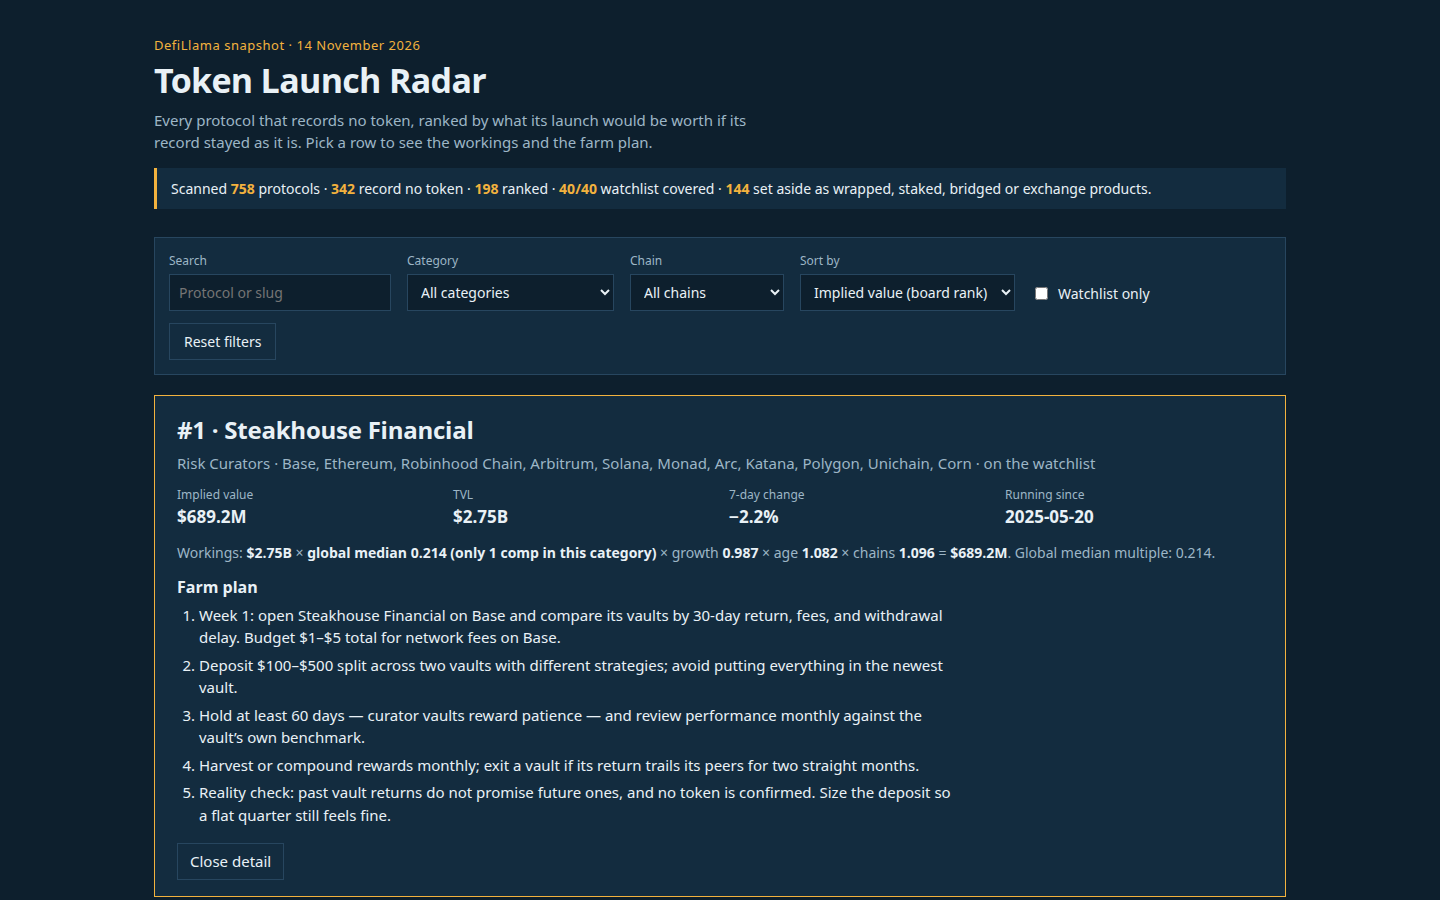 DefiLlama snapshot · 14 November 2026
Token Launch Radar
Every protocol that records no token, ranked by what its launch would be worth if its
record stayed as it is. Pick a row to see the workings and the farm plan.
Scanned 758 protocols · 342 record no token · 198 ranked · 40/40 watchlist covered · 144 set aside as wrapped, staked, bridged or exchange products.
Search
Category
Chain
Sort by
Protocol or slug
All categories
All chains
Implied value (board rank)
Watchlist only
Reset filters
#1 · Steakhouse Financial
Risk Curators · Base, Ethereum, Robinhood Chain, Arbitrum, Solana, Monad, Arc, Katana, Polygon, Unichain, Corn · on the watchlist
Implied value
TVL
7-day change
Running since
$689.2M
$2.75B
−2.2%
2025-05-20
Workings: $2.75B × global median 0.214 (only 1 comp in this category) × growth 0.987 × age 1.082 × chains 1.096 = $689.2M. Global median multiple: 0.214.
Farm plan
1. Week 1: open Steakhouse Financial on Base and compare its vaults by 30-day return, fees, and withdrawal
delay. Budget $1–$5 total for network fees on Base.
2. Deposit $100–$500 split across two vaults with different strategies; avoid putting everything in the newest
vault.
3. Hold at least 60 days — curator vaults reward patience — and review performance monthly against the
vault’s own benchmark.
4. Harvest or compound rewards monthly; exit a vault if its return trails its peers for two straight months.
5. Reality check: past vault returns do not promise future ones, and no token is confirmed. Size the deposit so
a flat quarter still feels fine.
Close detail